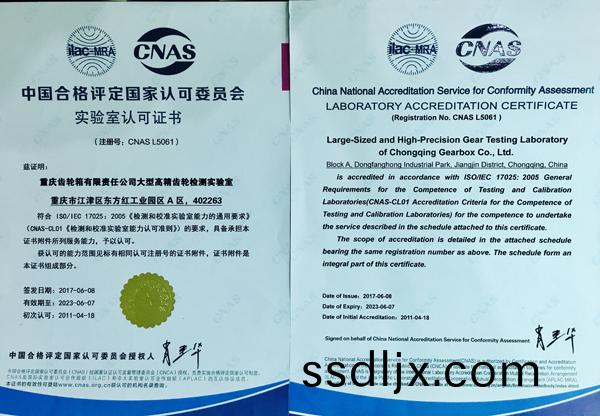 ilac-MRA
CNAS
中国合格评定国家认可委员会
实验室认可证书
(注册号：CNAS L5061)
兹证明：
重庆齿轮箱有限责任公司大型高精齿轮检测实验室
重庆市江津区东方红工业园区A区，402263
符合 ISO/IEC 17025：2005《检测和校准实验室能力的通用要求》
(CNAS-CL01《检测和校准实验室能力认可准则》)的要求，具备承担本
证书附件所列服务能力，予以认可。
获认可的能力范围见标有相同认可注册号的证书附件，证书附件是
本证书组成部分。
签发日期：2017-06-08
有效期至：2023-06-07
初次认可：2011-04-18
中国合格评定国家认可委员会授权人
ilac-MRA
CNAS
China National Accreditation Service for Conformity Assessment
LABORATORY ACCREDITATION CERTIFICATE
(Registration No. CNAS L5061 )
Large-Sized and High-Precision Gear Testing Laboratory
of Chongqing Gearbox Co., Ltd.
Block A, Dongfanghong Industrial Park, Jiangjin District, Chongqing, China
is accredited in accordance with ISO/IEC 17025: 2005 General
Requirements for the Competence of Testing and Calibration
Laboratories(CNAS-CL01 Accreditation Criteria for the Competence of
Testing and Calibration Laboratories) for the competence to undertake
the service described in the schedule attached to this certificate.
The scope of accreditation is detailed in the attached schedule
bearing the same registration number as above. The schedule form an
integral part of this certificate.
Date of Issue: 2017-06-08
Date of Expiry: 2023-06-07
Date of Initial Accreditation: 2011-04-18
Signed on behalf of China National Accreditation Service for Conformity Assessment
ssdljx.com